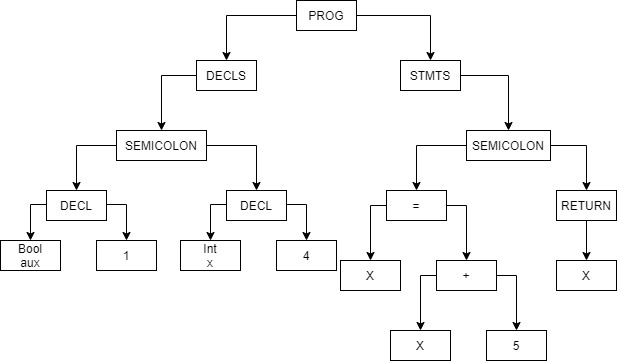 PROG
DECLS
STMTS
SEMICOLON
SEMICOLON
DECL
DECL
=
RETURN
Bool
aux
1
Int
x
4
X
+
X
X
5